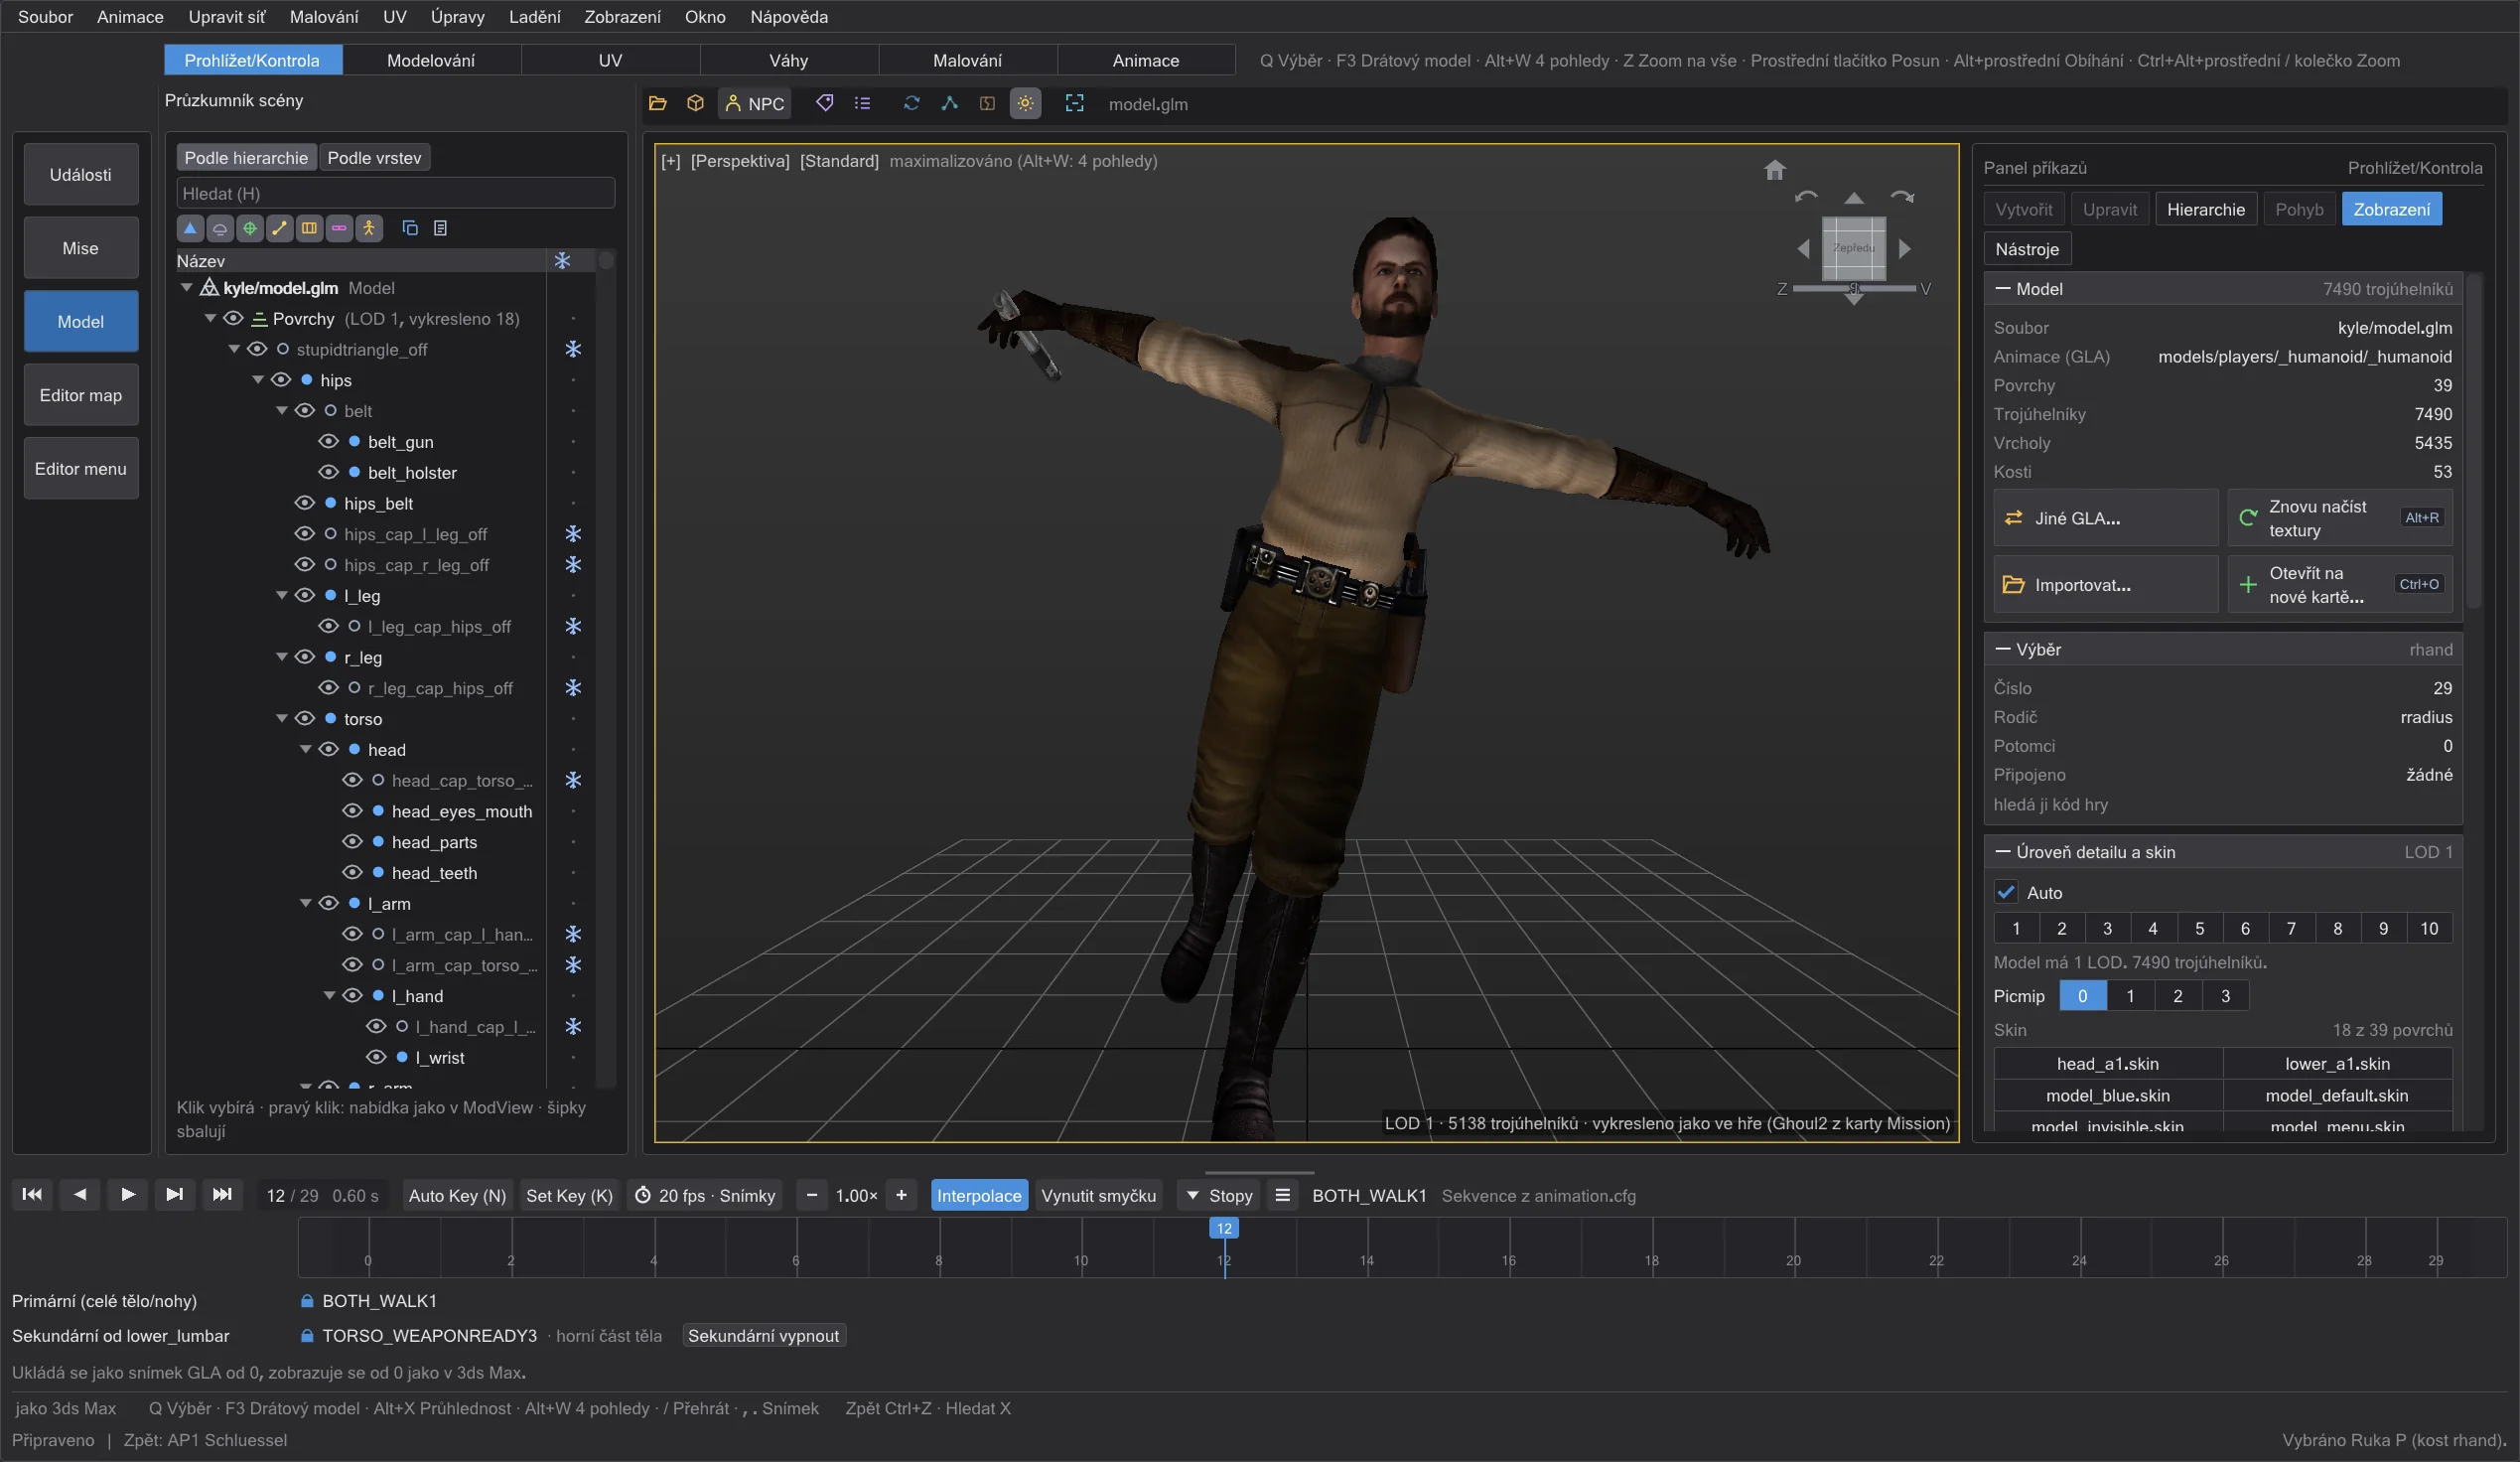 Soubor Animace Upravit síť Malování UV Úpravy Ladění Zobrazení Okno Nápověda
Prohlížet/Kontrola Modelování UV Váhy Malování Animace Q Výběr · F3 Drátový model · Alt+W 4 pohledy · Z Zoom na vše · Prostřední tlačítko Posun · Alt+prostřední Obíhání · Ctrl+Alt+prostřední / kolečko Zoom
Události
Mise
Model
Editor map
Editor menu
Průzkumník scény
Podle hierarchie Podle vrstev
Hledat (H)
Název
kyle/model.glm Model
Povrchy (LOD 1, vykresleno 18)
stupidtriangle_off
hips
belt
belt_gun
belt_holster
hips_belt
hips_cap_l_leg_off
hips_cap_r_leg_off
l_leg
l_leg_cap_hips_off
r_leg
r_leg_cap_hips_off
torso
head
head_cap_torso_...
head_eyes_mouth
head_parts
head_teeth
l_arm
l_arm_cap_l_han...
l_arm_cap_torso_...
l_hand
l_hand_cap_l_...
l_wrist
r_arm
Klik vybírá · pravý klik: nabídka jako v ModView · šipky
sbalují
NPC model.glm
[+] [Perspektiva] [Standard] maximalizováno (Alt+W: 4 pohledy)
Zepředu
Z V
LOD 1 · 5138 trojúhelníků · vykresleno jako ve hře (Ghoul2 z karty Mission)
Panel příkazů Prohlížet/Kontrola
Vytvořit Upravit Hierarchie Pohyb Zobrazení
Nástroje
Model 7490 trojúhelníků
Soubor kyle/model.glm
Animace (GLA) models/players/_humanoid/_humanoid
Povrchy 39
Trojúhelníky 7490
Vrcholy 5435
Kosti 53
Jiné GLA...
Znovu načíst textury Alt+R
Importovat...
Otevřít na nové kartě... Ctrl+O
Výběr rhand
Číslo 29
Rodič rradius
Potomci 0
Připojeno žádné
hledá ji kód hry
Úroveň detailu a skin LOD 1
Auto
1 2 3 4 5 6 7 8 9 10
Model má 1 LOD. 7490 trojúhelníků.
Picmip 0 1 2 3
Skin 18 z 39 povrchů
head_a1.skin lower_a1.skin
model_blue.skin model_default.skin
model_invisible.skin model_menu.skin
12 / 29 0.60 s Auto Key (N) Set Key (K) 20 fps · Snímky − 1.00× + Interpolace Vynutit smyčku Stopy BOTH_WALK1 Sekvence z animation.cfg
12
0 2 4 6 8 10 12 14 16 18 20 22 24 26 28 29
Primární (celé tělo/nohy) BOTH_WALK1
Sekundární od lower_lumbar TORSO_WEAPONREADY3 · horní část těla Sekundární vypnout
Ukládá se jako snímek GLA od 0, zobrazuje se od 0 jako v 3ds Max.
jako 3ds Max Q Výběr · F3 Drátový model · Alt+X Průhlednost · Alt+W 4 pohledy · / Přehrát · , . Snímek Zpět Ctrl+Z · Hledat X
Připraveno | Zpět: AP1 Schluessel
Vybráno Ruka P (kost rhand).